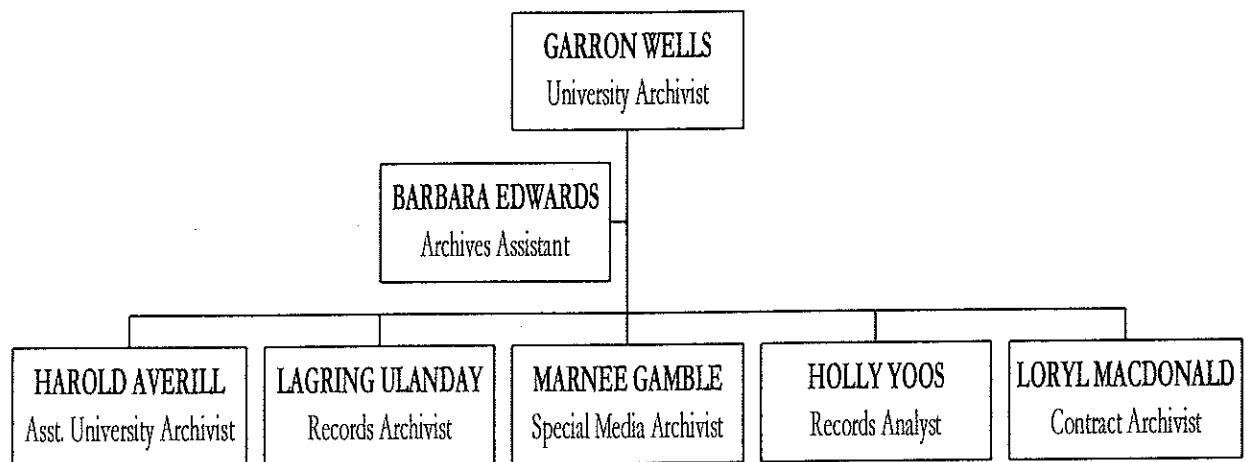 GARRON WELLS
University Archivist
BARBARA EDWARDS
Archives Assistant
HAROLD AVERILL
Asst. University Archivist
LAGRING ULANDAY
Records Archivist
MARNEE GAMBLE
Special Media Archivist
HOLLY YOOS
Records Analyst
LORYL MACDONALD
Contract Archivist